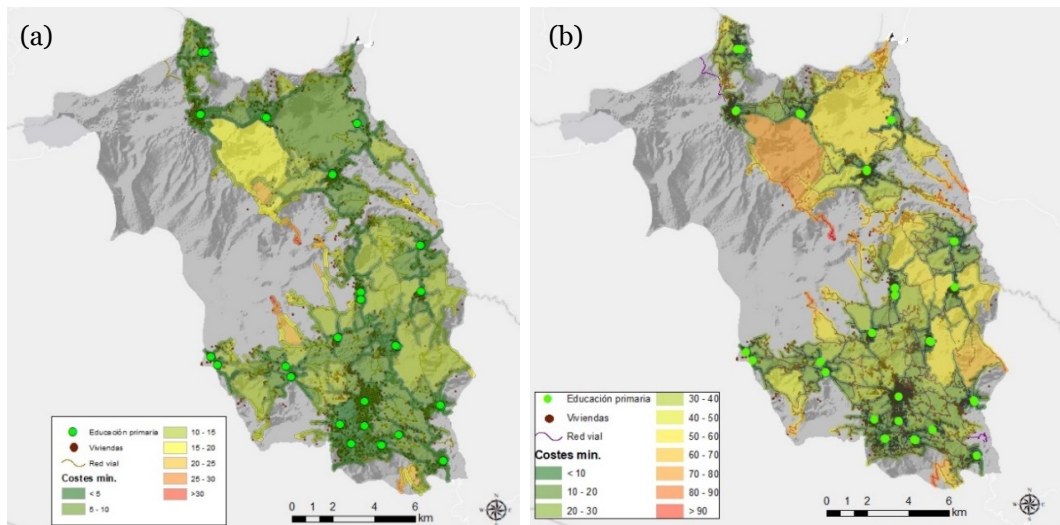 (a)
Educación primaria
Viviendas
Red vial
Costes min.
< 5
5 - 10
10 - 15
15 - 20
20 - 25
25 - 30
>30
0 1 2 4 6
km
N
(b)
Educación primaria
Viviendas
Red vial
Costes min.
< 10
10 - 20
20 - 30
30 - 40
40 - 50
50 - 60
60 - 70
70 - 80
80 - 90
> 90
0 1 2 4 6
km
N